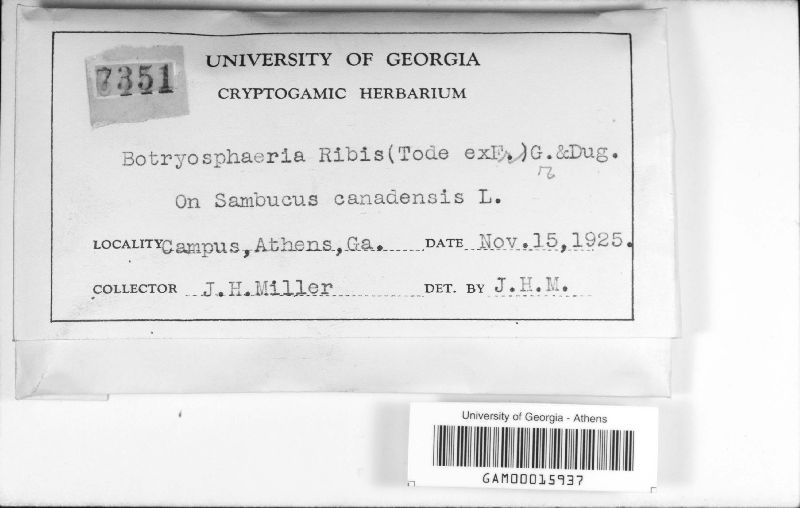 7351
UNIVERSITY OF GEORGIA
CRYPTOGAMIC HERBARIUM
Botryosphaeria Ribis(Tode exF.)G.&Dug.
On Sambucus canadensis L.
LOCALITY Campus,Athens,Ga. DATE Nov.15,1925.
COLLECTOR J.H.Miller DET. BY J.H.M.
University of Georgia - Athens
GAM00015937